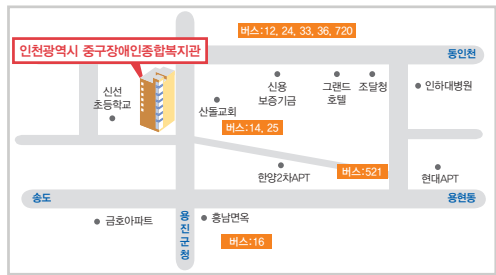 버스:12, 24, 33, 36, 720
인천광역시 중구장애인종합복지관
동인천
신선
초등학교
산돌교회
신용
보증기금
그랜드
호텔
조달청
인하대병원
버스:14, 25
한양2차APT
버스:521
현대APT
송도
용현동
금호아파트
용진군청
홍남면옥
버스:16